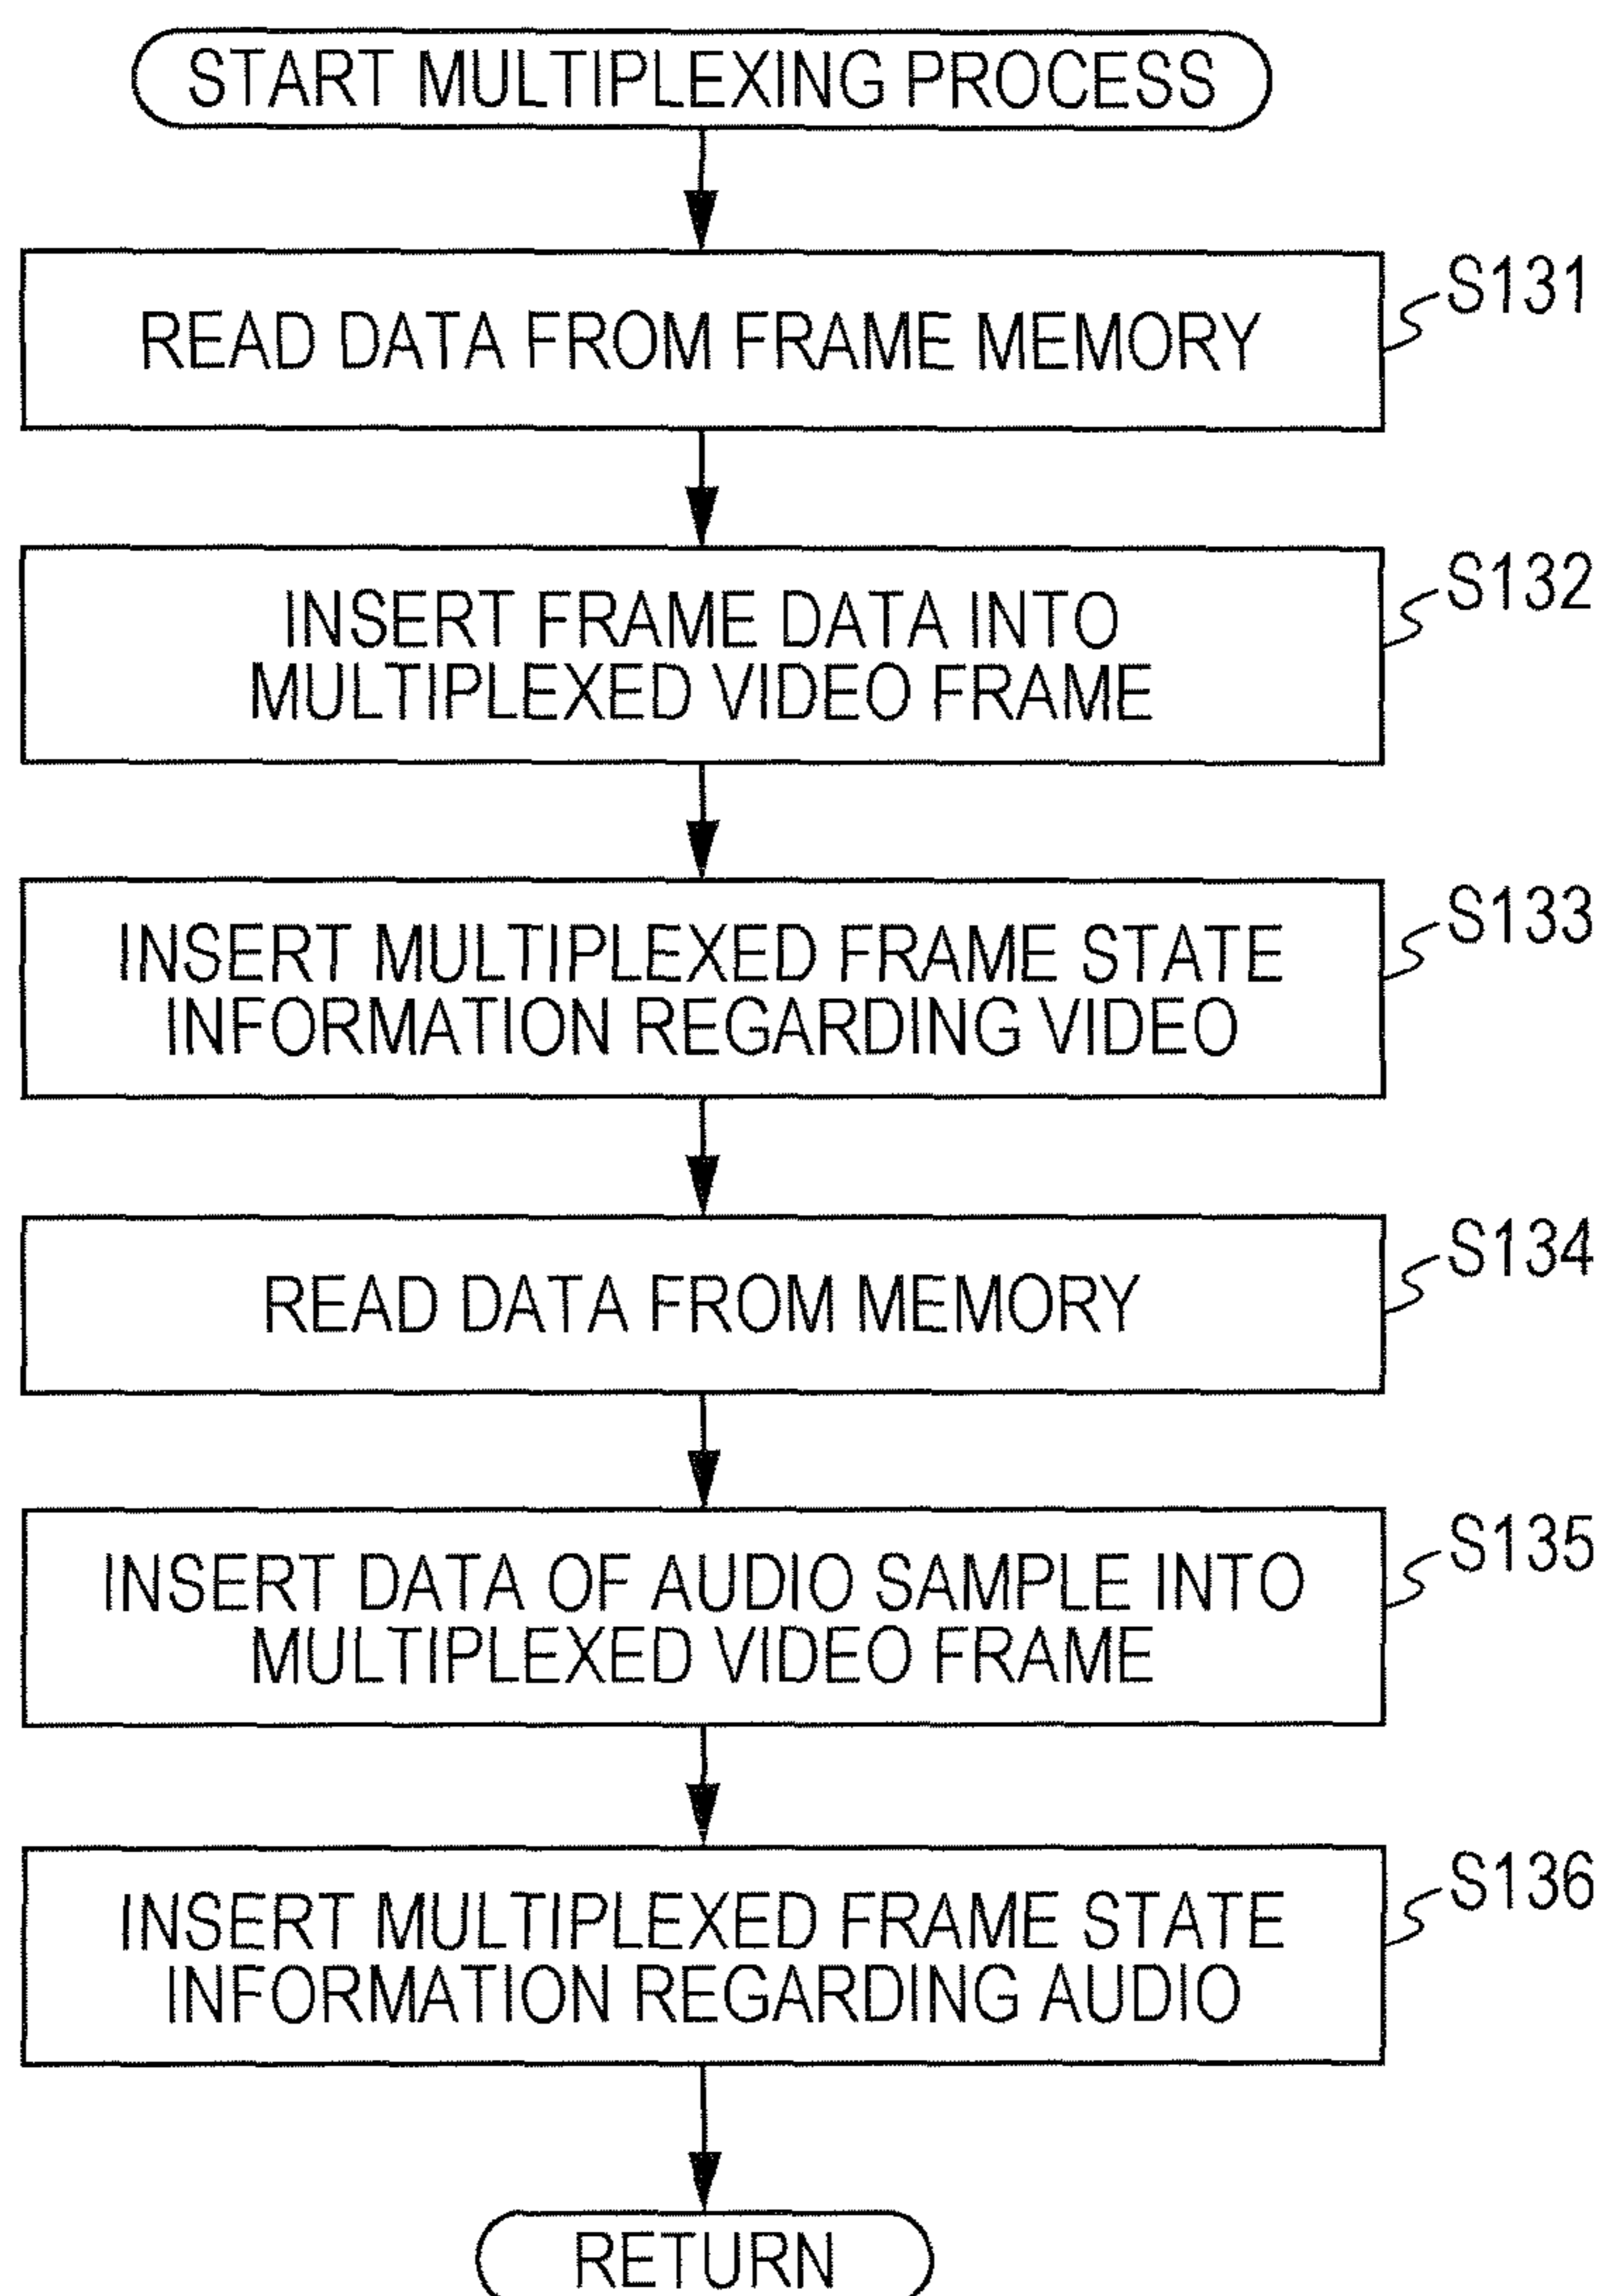 START MULTIPLEXING PROCESS
READ DATA FROM FRAME MEMORY
S131
INSERT FRAME DATA INTO
MULTIPLEXED VIDEO FRAME
S132
INSERT MULTIPLEXED FRAME STATE
INFORMATION REGARDING VIDEO
S133
READ DATA FROM MEMORY
S134
INSERT DATA OF AUDIO SAMPLE INTO
MULTIPLEXED VIDEO FRAME
S135
INSERT MULTIPLEXED FRAME STATE
INFORMATION REGARDING AUDIO
S136
RETURN